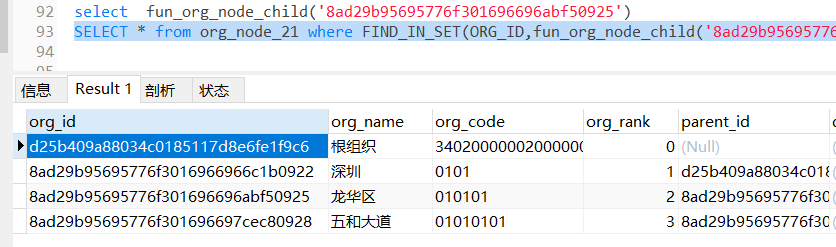 92 select fun_org_node_child('8ad29b95695776f301696696abf50925')
93 SELECT * from org_node_21 where FIND_IN_SET(ORG_ID,fun_org_node_child('8ad29b95695776
94
信息 Result 1 剖析 状态
org_id org_name org_code org_rank parent_id
d25b409a88034c0185117d8e6fe1f9c6 根组织 34020000002000000 0 (Null)
8ad29b95695776f3016966966c1b0922 深圳 0101 1 d25b409a88034c018
8ad29b95695776f301696696abf50925 龙华区 010101 2 8ad29b95695776f30
8ad29b95695776f301696697cec80928 五和大道 01010101 3 8ad29b95695776f30